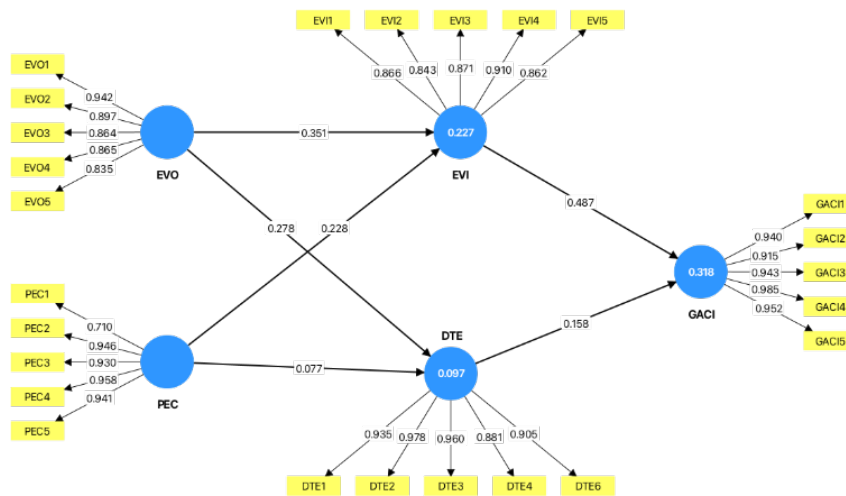 EVI1 EVI2 EVI3 EVI4 EVI5
0.866 0.843 0.871 0.910 0.862
EVO1
EVO2
EVO3
EVO4
EVO5
0.942
0.897
0.864
0.865
0.835
EVO
0.351
0.227
EVI
0.278
0.228
0.487
PEC1
PEC2
PEC3
PEC4
PEC5
0.710
0.946
0.930
0.958
0.941
PEC
0.077
DTE
0.097
0.158
0.318
GACI
0.940
0.915
0.943
0.985
0.952
GACI1
GACI2
GACI3
GACI4
GACI5
0.935 0.978 0.960 0.881 0.905
DTE1 DTE2 DTE3 DTE4 DTE6